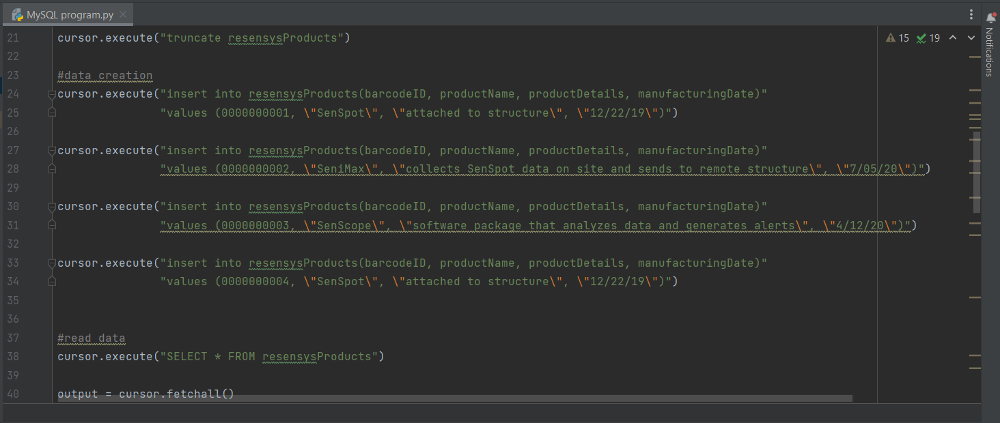 MySQL program.py
15 19
Notifications
21 cursor.execute("truncate resensysProducts")
22
23 #data creation
24 cursor.execute("insert into resensysProducts(barcodeID, productName, productDetails, manufacturingDate)"
25 "values (0000000001, \"SenSpot\", \"attached to structure\", \"12/22/19\")")
26
27 cursor.execute("insert into resensysProducts(barcodeID, productName, productDetails, manufacturingDate)"
28 "values (0000000002, \"SeniMax\", \"collects SenSpot data on site and sends to remote structure\", \"7/05/20\")")
29
30 cursor.execute("insert into resensysProducts(barcodeID, productName, productDetails, manufacturingDate)"
31 "values (0000000003, \"SenScope\", \"software package that analyzes data and generates alerts\", \"4/12/20\")")
32
33 cursor.execute("insert into resensysProducts(barcodeID, productName, productDetails, manufacturingDate)"
34 "values (0000000004, \"SenSpot\", \"attached to structure\", \"12/22/19\")")
35
36
37 #read data
38 cursor.execute("SELECT * FROM resensysProducts")
39
40 output = cursor.fetchall()